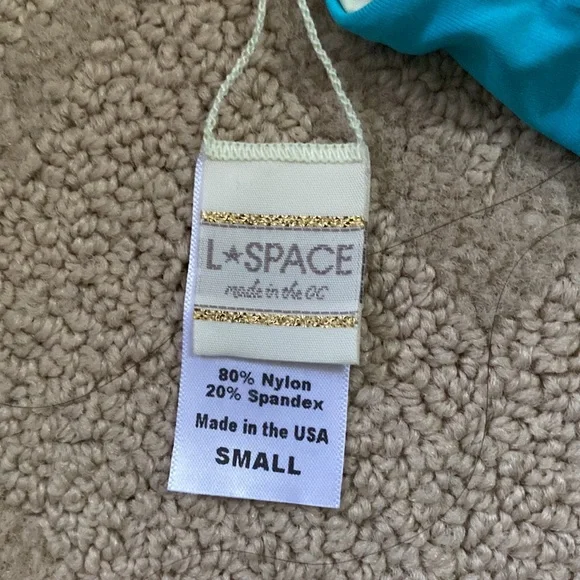 L★SPACE
made in the OC
80% Nylon
20% Spandex
Made in the USA
SMALL